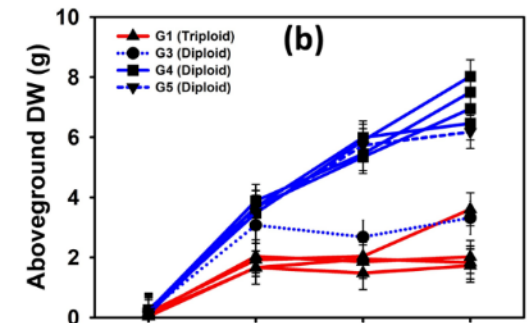 10
8
6
4
2
0
Aboveground DW (g)
(b)
G1 (Triploid)
G3 (Diploid)
G4 (Diploid)
G5 (Diploid)